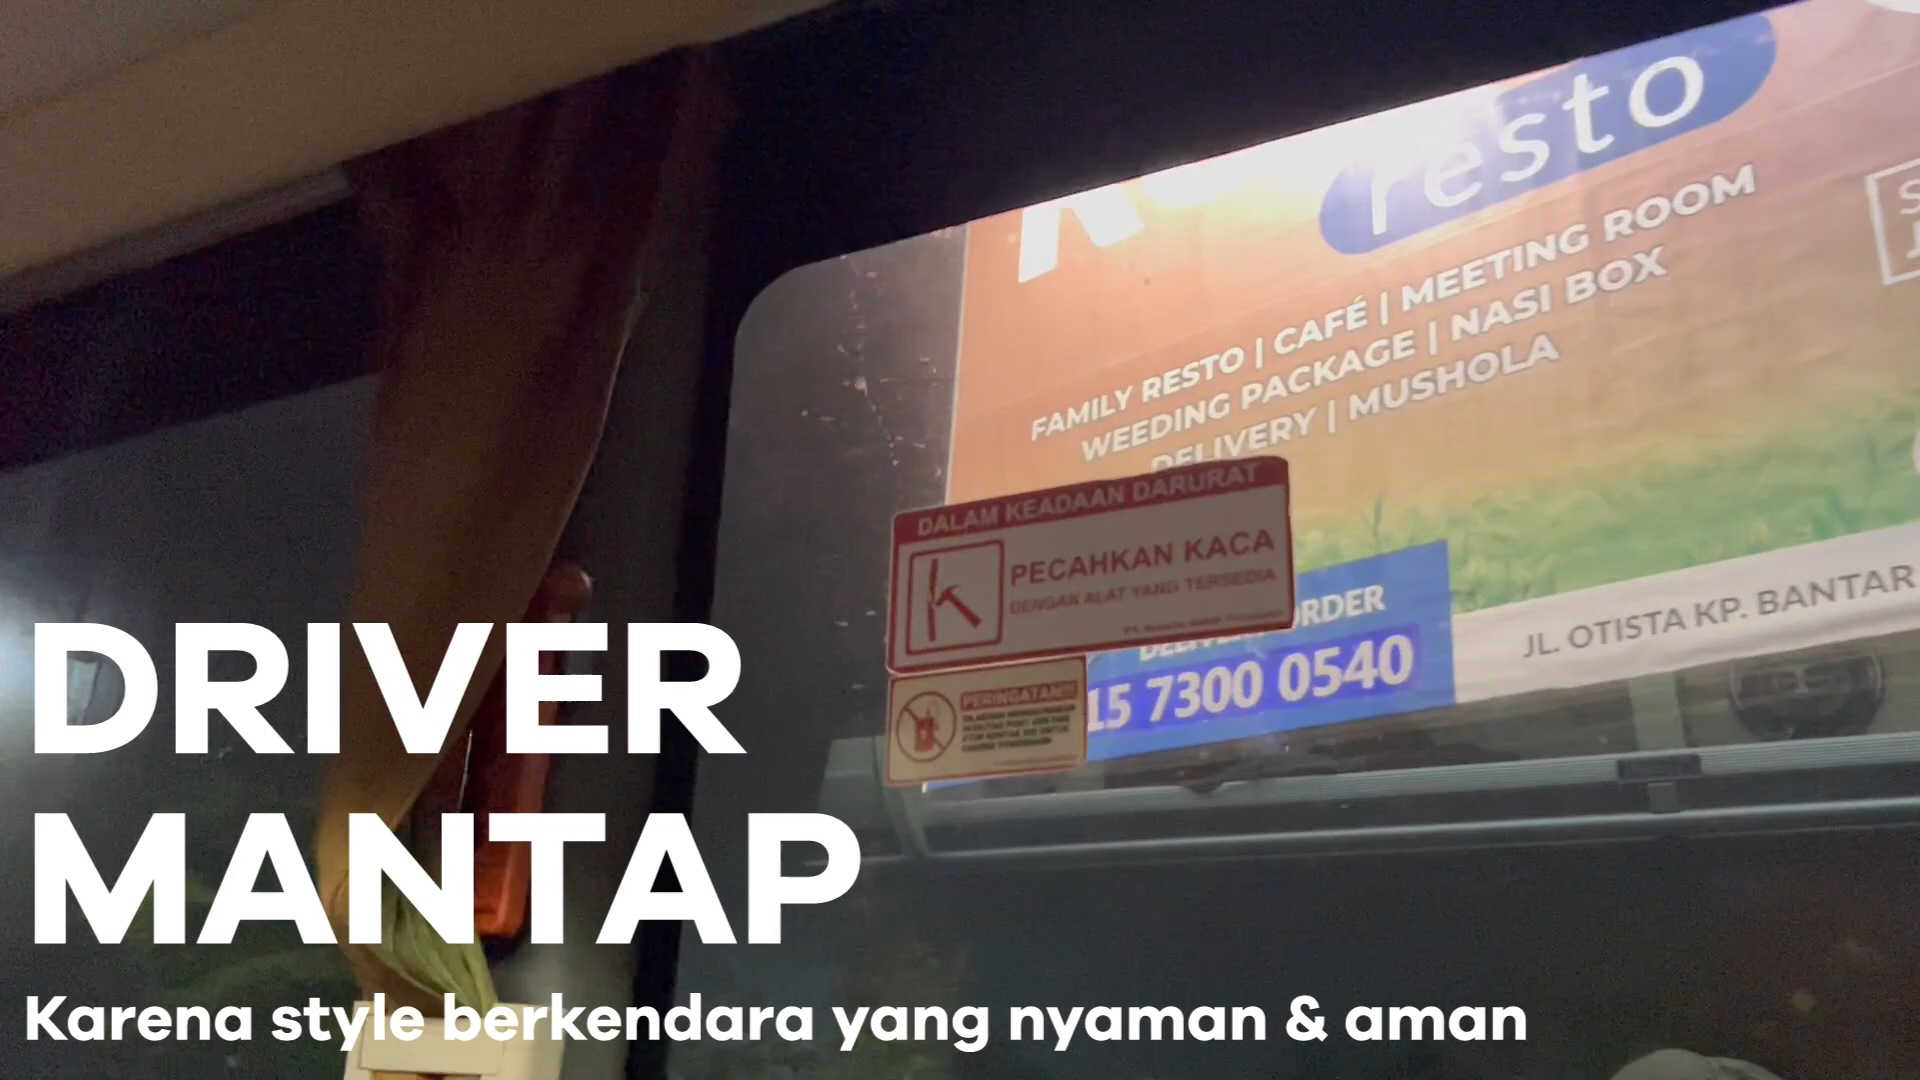 resto
FAMILY RESTO | CAFÉ | MEETING ROOM
WEEDING PACKAGE | NASI BOX
DELIVERY | MUSHOLA
DALAM KEADAAN DARURAT
PECAHKAN KACA
DENGAN ALAT YANG TERSEDIA
ORDER
15 7300 0540
JL. OTISTA KP. BANTAR
PERINGATAN!!!
DRIVER
MANTAP
Karena style berkendara yang nyaman & aman